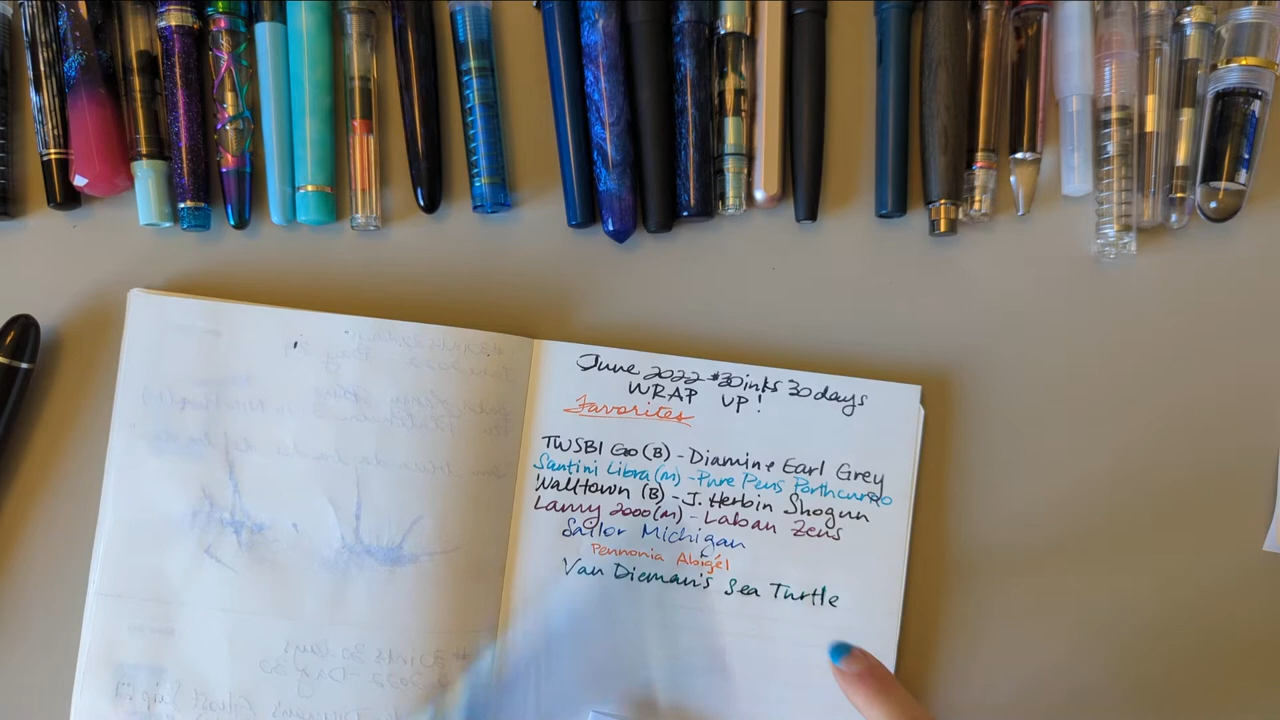 June 2022 #30inks 30days
WRAP UP!
Favorites
TWSBI Go (B) - Diamine Earl Grey
Santini Libra (M) - Pure Pens Porthcurno
Walltown (B) - J. Herbin Shogun
Lamy 2000 (M) - Laban Zeus
Sailor Michigan
Pennonia Abigél
Van Dieman's Sea Turtle